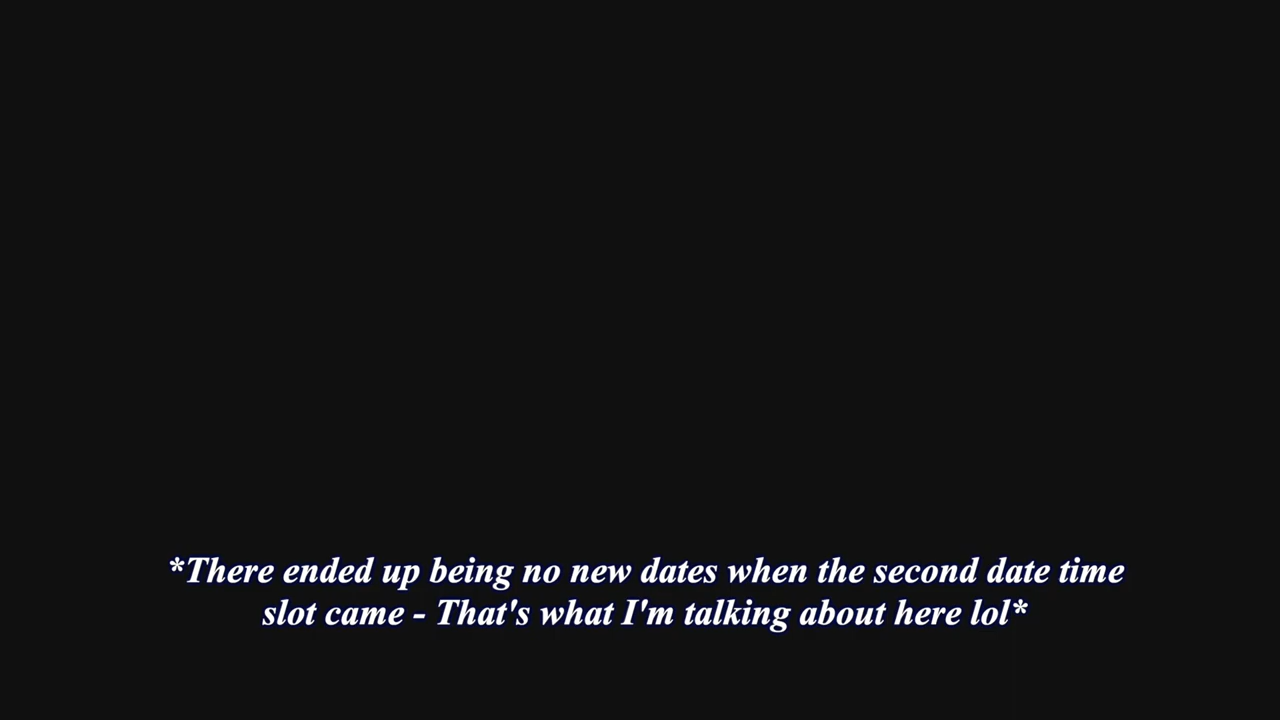 *There ended up being no new dates when the second date time
slot came - That's what I'm talking about here lol*